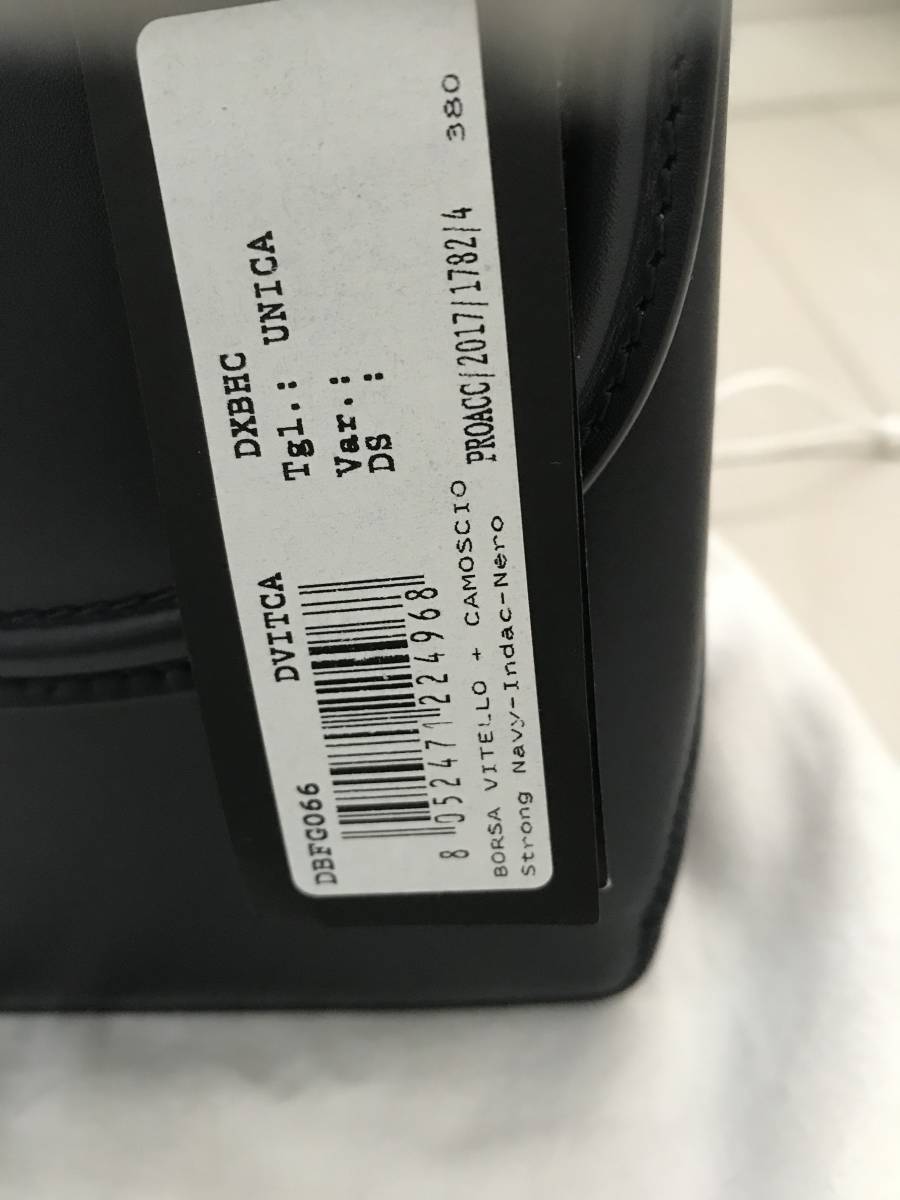 DBFG066 DVITCA DXBHC
Tgl.: UNICA
Var.:
DS :
8 052471 224968
BORSA VITELLO + CAMOSCIO PROACC|2017|1782|4 380
Strong Navy-Indac-Nero